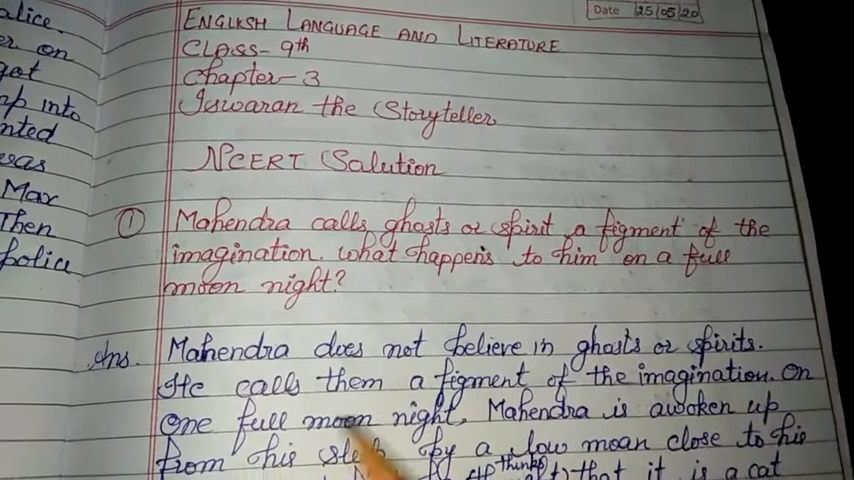 Date 25/05/20
ENGLISH LANGUAGE AND LITERATURE
CLASS-9th
Chapter-3
Iswaran the Storyteller
NCERT Salution
① Mahendra calls ghosts or spirit a figment of the
imagination. what happens to him on a full
moon night?
Ans. Mahendra does not believe in ghosts or spirits.
He calls them a figment of the imagination. On
One full moon night, Mahendra is awoken up
from his by a low moan close to his
thinks that it is a cat
alice.
er on
got
up into
nted
was
Max
Then
police